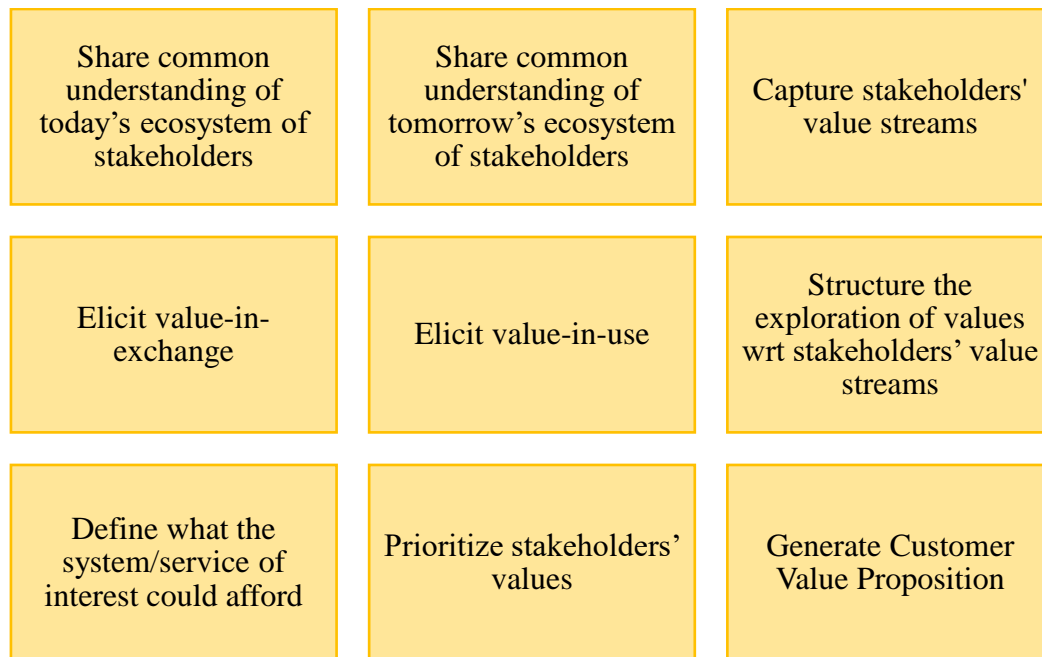 Share common
understanding of
today’s ecosystem of
stakeholders
Share common
understanding of
tomorrow’s ecosystem
of stakeholders
Capture stakeholders'
value streams
Elicit value-in-
exchange
Elicit value-in-use
Structure the
exploration of values
wrt stakeholders’ value
streams
Define what the
system/service of
interest could afford
Prioritize stakeholders’
values
Generate Customer
Value Proposition